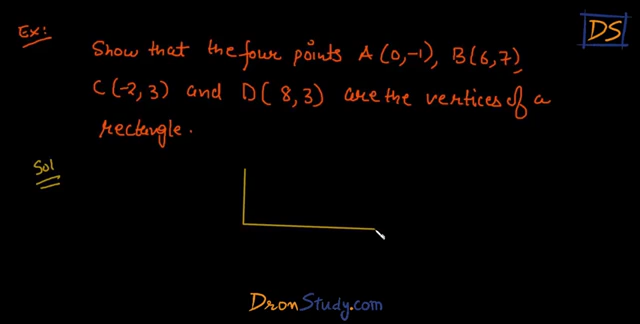 Ex:
DS
Show that the four points A (0,-1), B(6,7)
C (-2,3) and D( 8,3) are the vertices of a
rectangle.
Sol
DronStudy.com